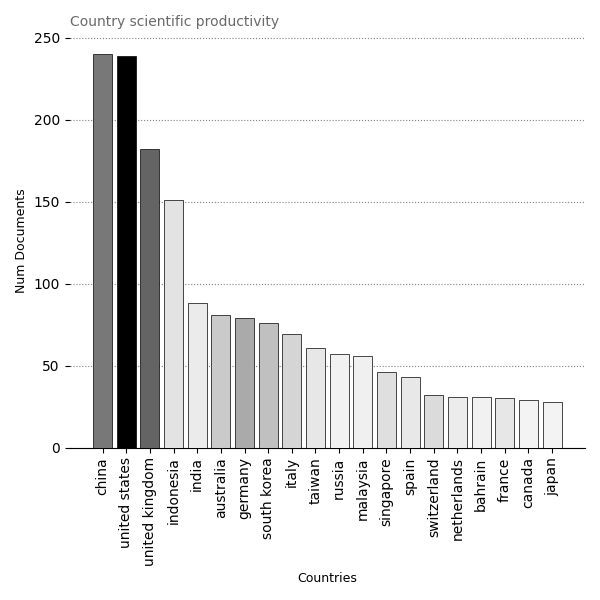 Country scientific productivity
250
200
150
100
50
0
Num Documents
china
united states
united kingdom
indonesia
india
australia
germany
south korea
italy
taiwan
russia
malaysia
singapore
spain
switzerland
netherlands
bahrain
france
canada
japan
Countries